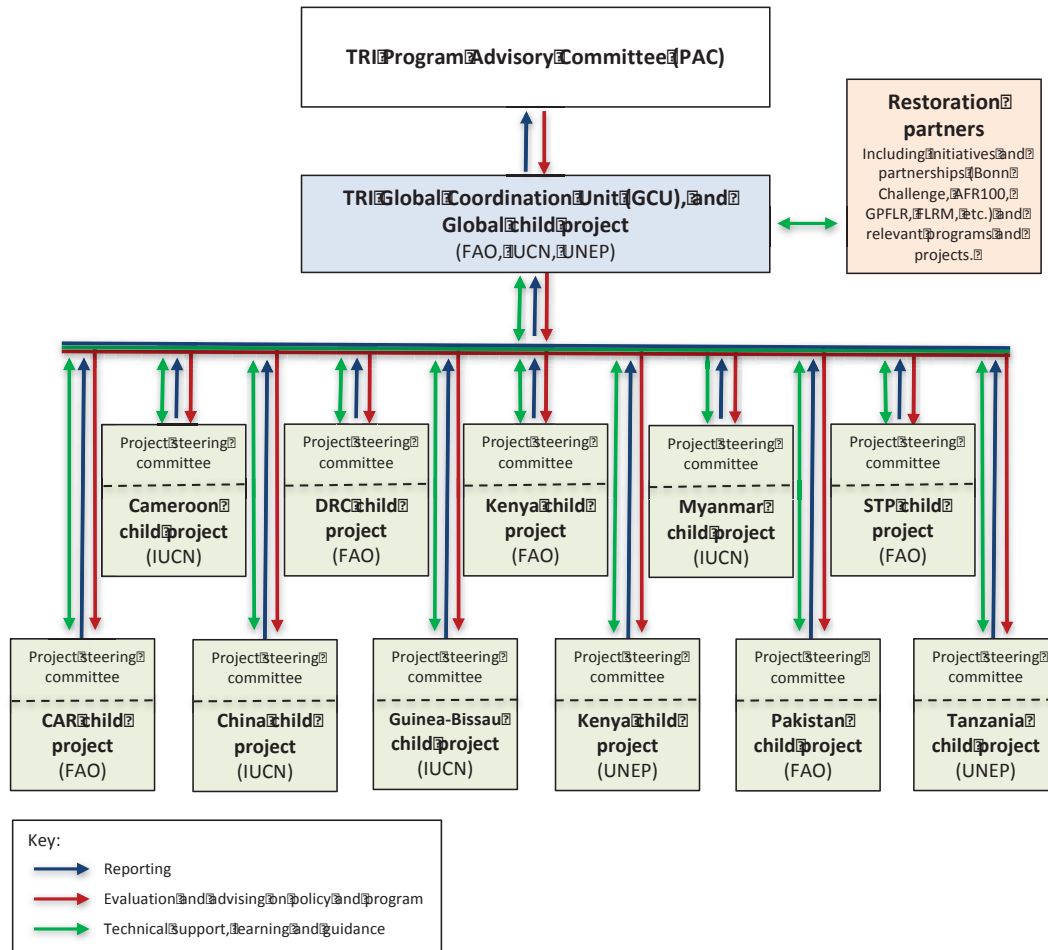 TRI Program Advisory Committee (PAC)
Restoration
partners
Including initiatives and
partnerships (Bonn
Challenge, AFR100,
GPFLR, FLRM, etc.) and
relevant programs and
projects.
TRI Global Coordination Unit (GCU), and
Global child project
(FAO, IUCN, UNEP)
Project steering
committee
Cameroon
child project
(IUCN)
Project steering
committee
DRC child
project
(FAO)
Project steering
committee
Kenya child
project
(FAO)
Project steering
committee
Myanmar
child project
(IUCN)
Project steering
committee
STP child
project
(FAO)
Project steering
committee
CAR child
project
(FAO)
Project steering
committee
China child
project
(IUCN)
Project steering
committee
Guinea-Bissau
child project
(IUCN)
Project steering
committee
Kenya child
project
(UNEP)
Project steering
committee
Pakistan
child project
(FAO)
Project steering
committee
Tanzania
child project
(UNEP)
Key:
Reporting
Evaluation and advising on policy and program
Technical support, learning and guidance